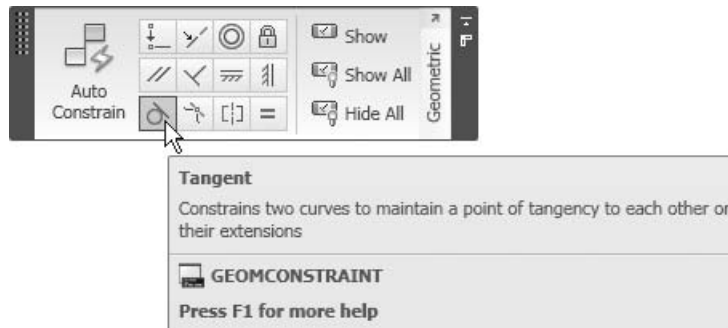 Auto
Constrain
Show
Show All
Hide All
Geometric
Tangent
Constrains two curves to maintain a point of tangency to each other or
their extensions
GEOMCONSTRAINT
Press F1 for more help